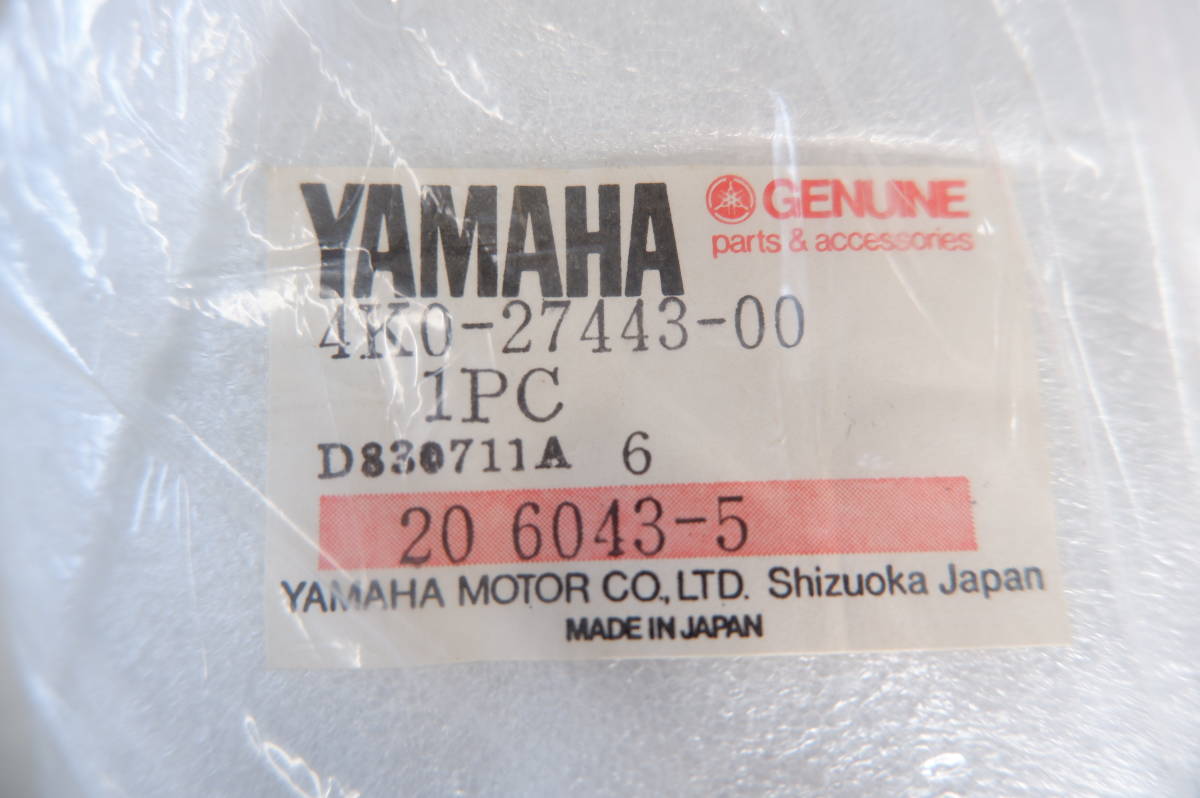 YAMAHA GENUINE
parts & accessories
4K0-27443-00
1PC
D830711A 6
20 6043-5
YAMAHA MOTOR CO., LTD. Shizuoka Japan
MADE IN JAPAN